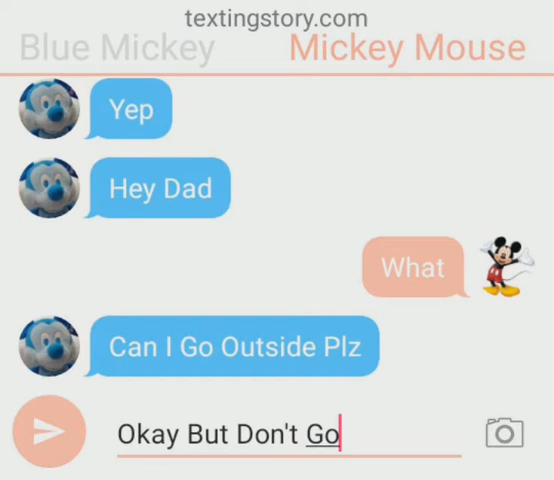 textingstory.com
Blue Mickey Mickey Mouse
Yep
Hey Dad
What
Can I Go Outside Plz
Okay But Don't Go